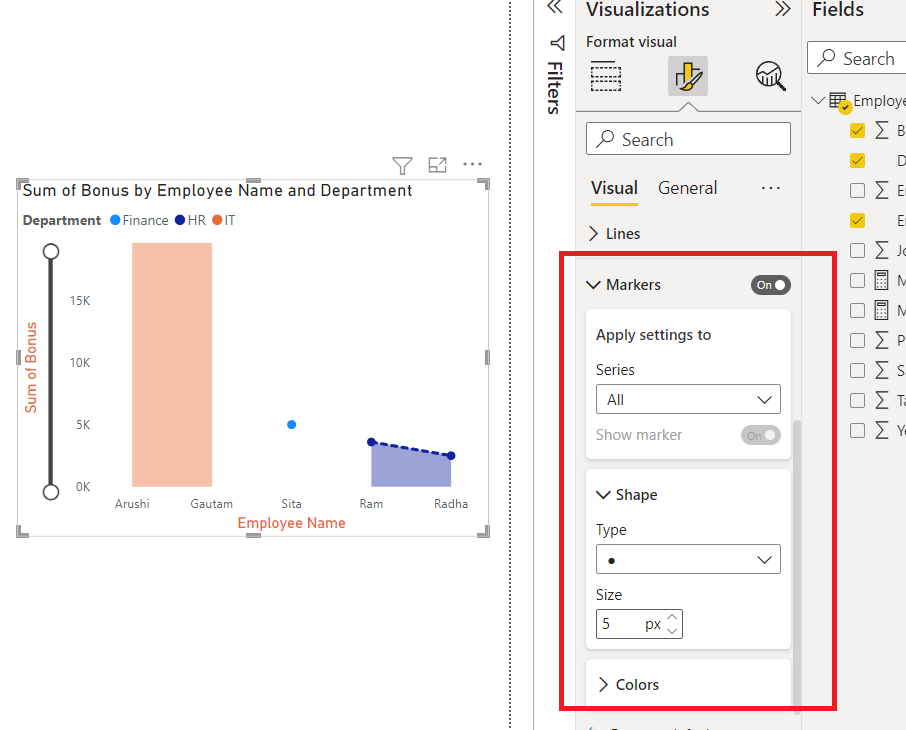 Visualizations
Fields
Format visual
Filters
Search
Search
Employe
B
D
E
E
Jo
M
M
P
Sa
Ta
Ye
Visual General
Lines
Markers On
Apply settings to
Series
All
Show marker On
Shape
Type
Size
5 px
Colors
Sum of Bonus by Employee Name and Department
Department Finance HR IT
Sum of Bonus
15K
10K
5K
0K
Arushi Gautam Sita Ram Radha
Employee Name